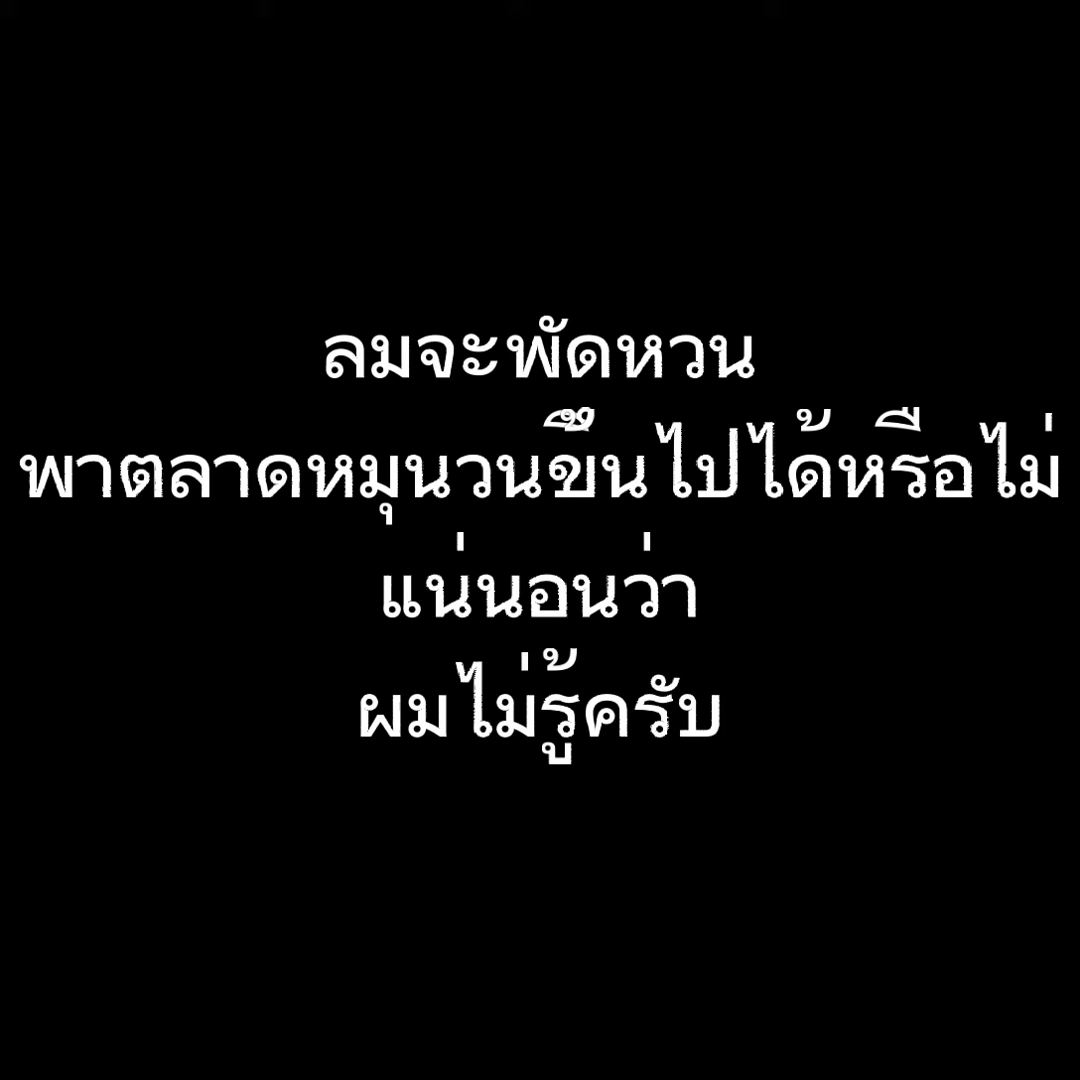 ลมจะพัดหวน
พาตลาดหมุนวนขึ้นไปได้หรือไม่
แน่นอนว่า
ผมไม่รู้ครับ